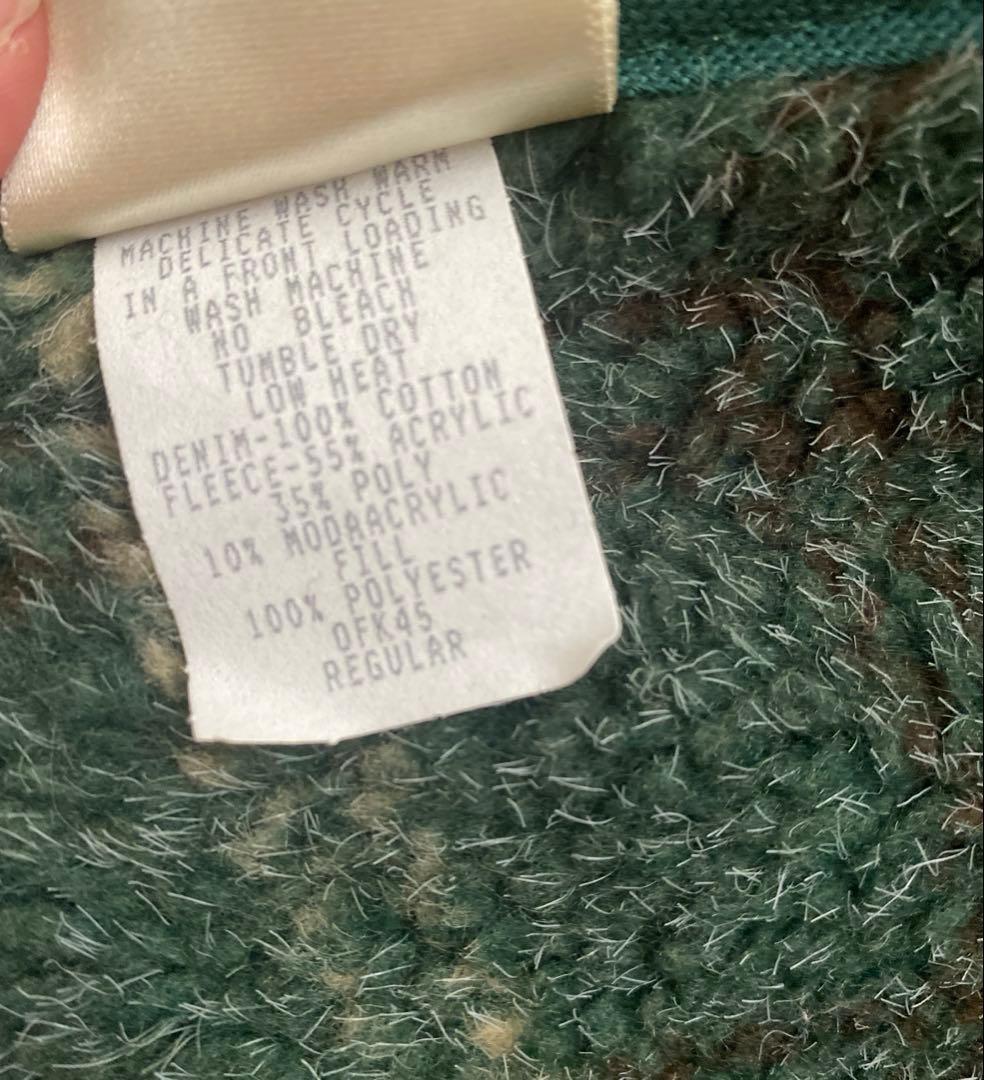 MACHINE WASH WARM
DELICATE CYCLE
IN A FRONT LOADING
WASH MACHINE
NO BLEACH
TUMBLE DRY
LOW HEAT
DENIM-100% COTTON
FLEECE-55% ACRYLIC
35% POLY
10% MODAACRYLIC
FILL
100% POLYESTER
OFK45
REGULAR